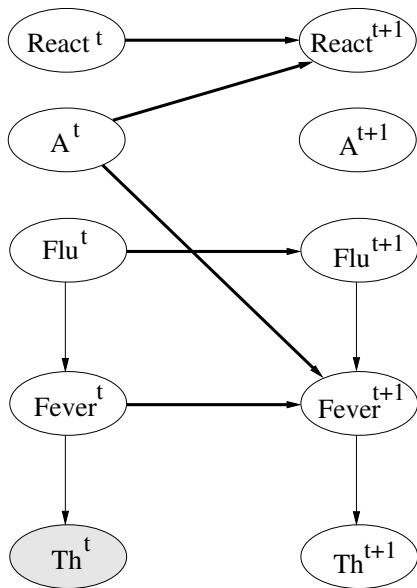 React^t React^t+1
A^t A^t+1
Flu^t Flu^t+1
Fever^t Fever^t+1
Th^t Th^t+1